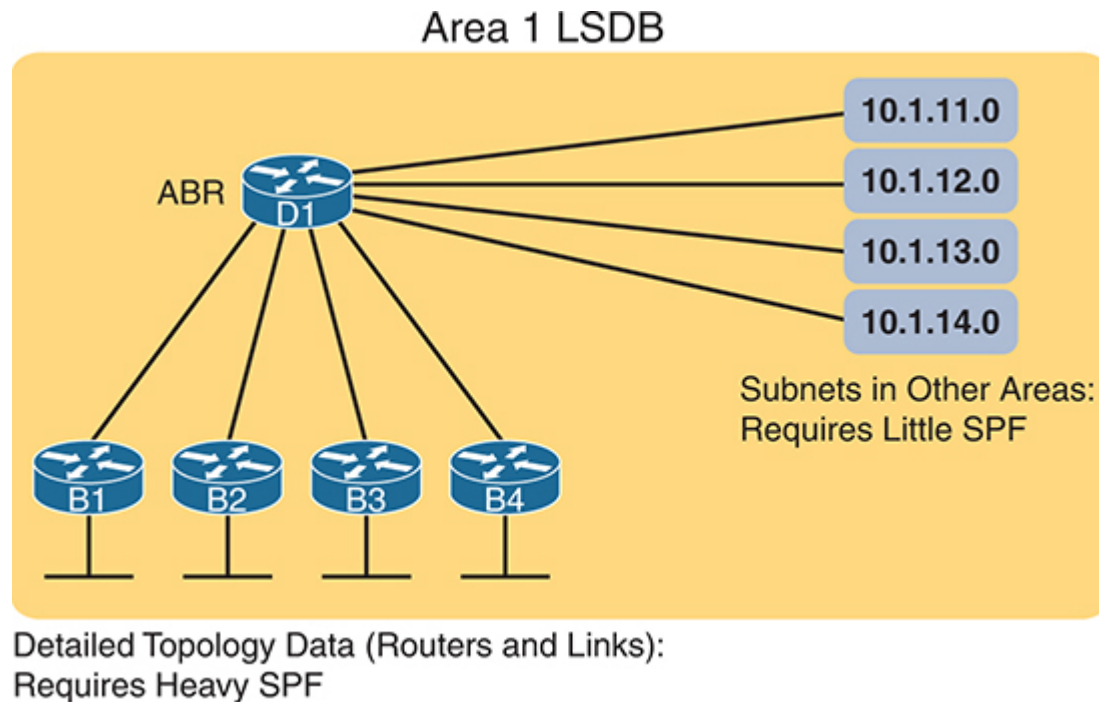 Area 1 LSDB
ABR
D1
10.1.11.0
10.1.12.0
10.1.13.0
10.1.14.0
Subnets in Other Areas:
Requires Little SPF
B1
B2
B3
B4
Detailed Topology Data (Routers and Links):
Requires Heavy SPF